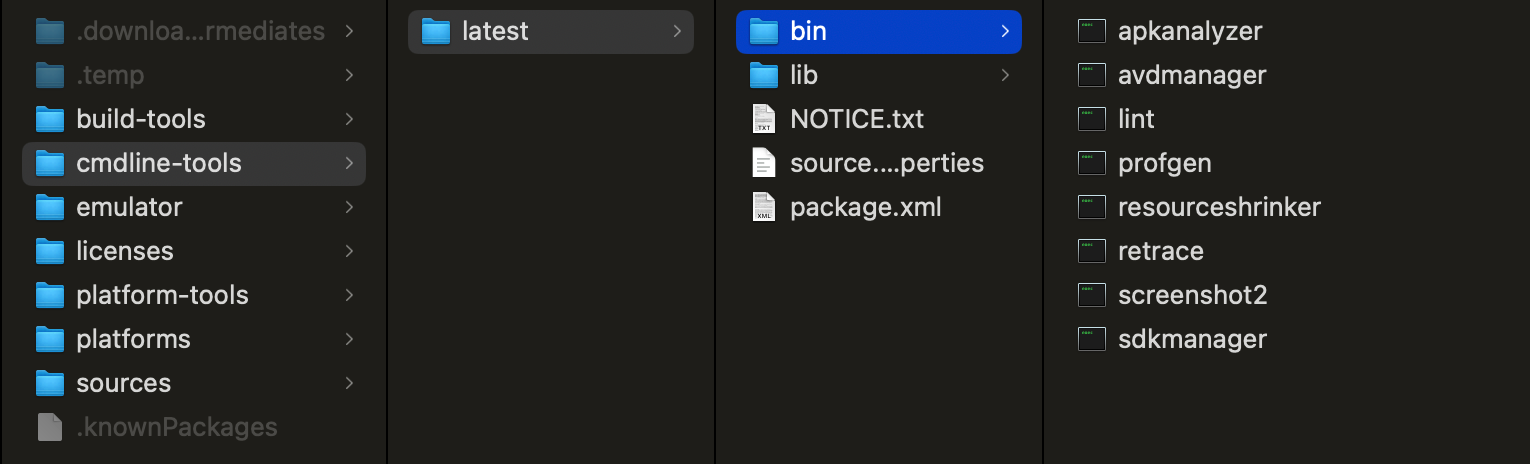 .downloa...rmediates
.temp
build-tools
cmdline-tools
emulator
licenses
platform-tools
platforms
sources
.knownPackages
latest
bin
lib
NOTICE.txt
source....perties
package.xml
apkanalyzer
avdmanager
lint
profgen
resourceshrinker
retrace
screenshot2
sdkmanager